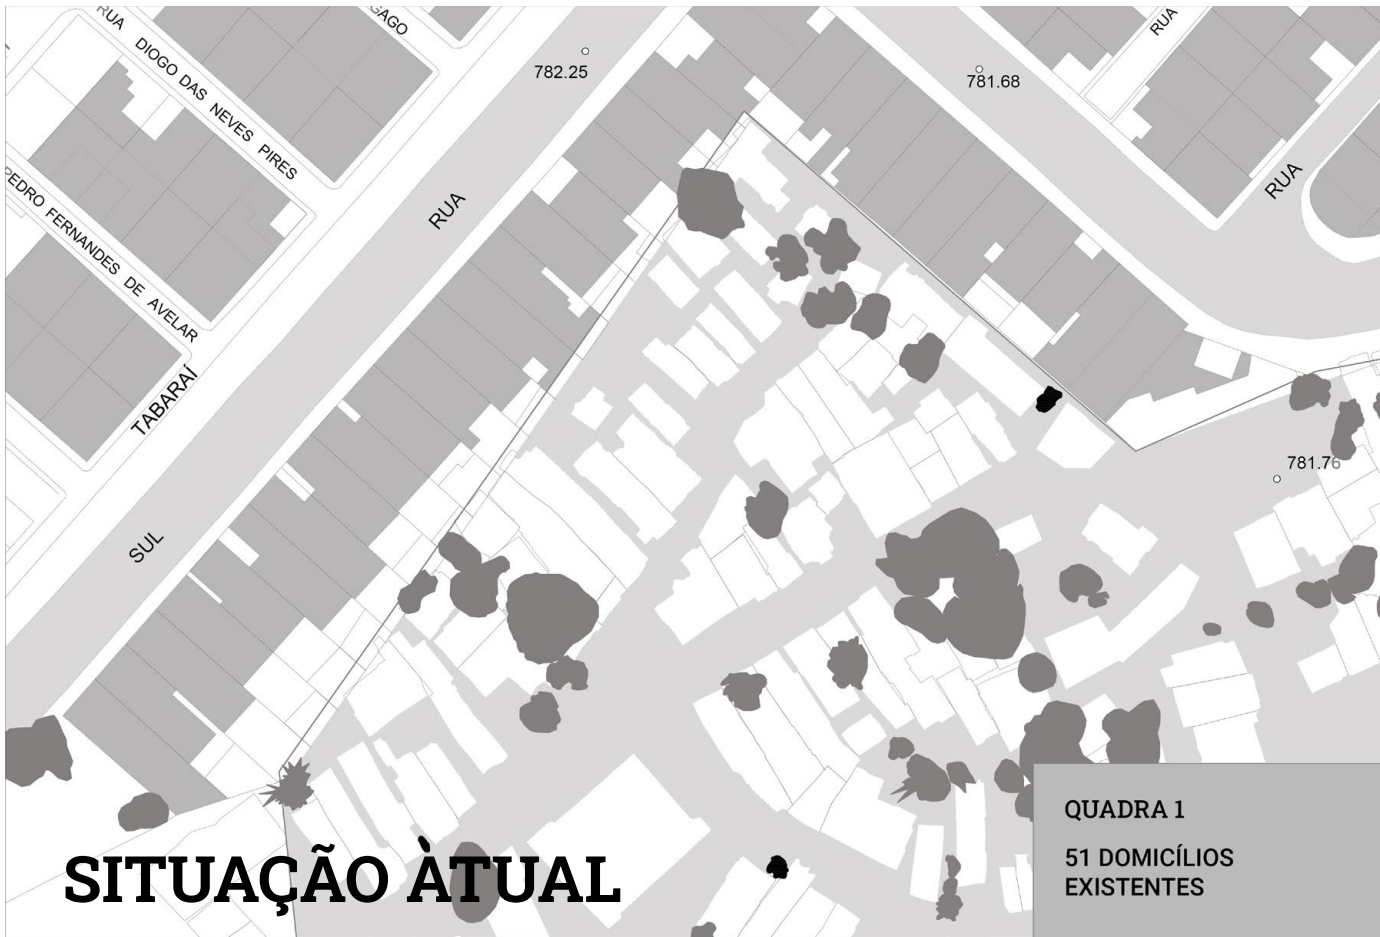 RUA DIOGO DAS NEVES PIRES
782.25
781.68
RUA
RUA
RUA
PEDRO FERNANDES DE AVELAR
TABARAÍ
SUL
781.76
SITUAÇÃO ATUAL
QUADRA 1
51 DOMICÍLIOS
EXISTENTES